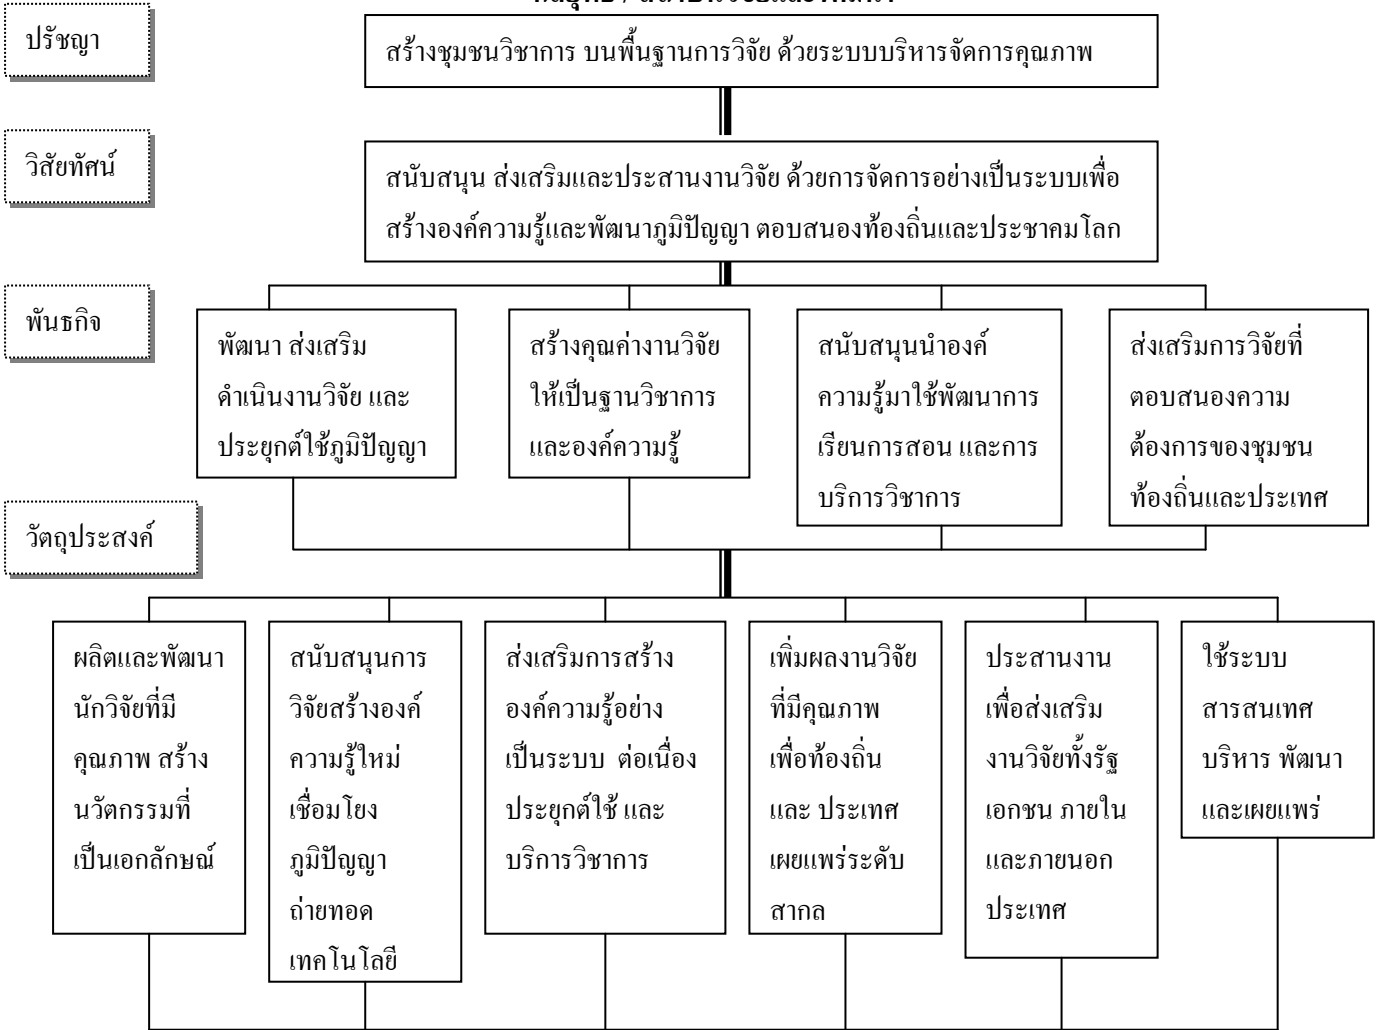 ปรัชญา
สร้างชุมชนวิชาการ บนพื้นฐานการวิจัย ด้วยระบบบริหารจัดการคุณภาพ
วิสัยทัศน์
สนับสนุน ส่งเสริมและประสานงานวิจัย ด้วยการจัดการอย่างเป็นระบบเพื่อ
สร้างองค์ความรู้และพัฒนาภูมิปัญญา ตอบสนองท้องถิ่นและประชาคมโลก
พันธกิจ
พัฒนา ส่งเสริม
ดำเนินงานวิจัย และ
ประยุกต์ใช้ภูมิปัญญา
สร้างคุณค่างานวิจัย
ให้เป็นฐานวิชาการ
และองค์ความรู้
สนับสนุนนำองค์
ความรู้มาใช้พัฒนาการ
เรียนการสอน และการ
บริการวิชาการ
ส่งเสริมการวิจัยที่
ตอบสนองความ
ต้องการของชุมชน
ท้องถิ่นและประเทศ
วัตถุประสงค์
ผลิตและพัฒนา
นักวิจัยที่มี
คุณภาพ สร้าง
นวัตกรรมที่
เป็นเอกลักษณ์
สนับสนุนการ
วิจัยสร้างองค์
ความรู้ใหม่
เชื่อมโยง
ภูมิปัญญา
ถ่ายทอด
เทคโนโลยี
ส่งเสริมการสร้าง
องค์ความรู้อย่าง
เป็นระบบ ต่อเนื่อง
ประยุกต์ใช้ และ
บริการวิชาการ
เพิ่มผลงานวิจัย
ที่มีคุณภาพ
เพื่อท้องถิ่น
และ ประเทศ
เผยแพร่ระดับ
สากล
ประสานงาน
เพื่อส่งเสริม
งานวิจัยทั้งรัฐ
เอกชน ภายใน
และภายนอก
ประเทศ
ใช้ระบบ
สารสนเทศ
บริหาร พัฒนา
และเผยแพร่